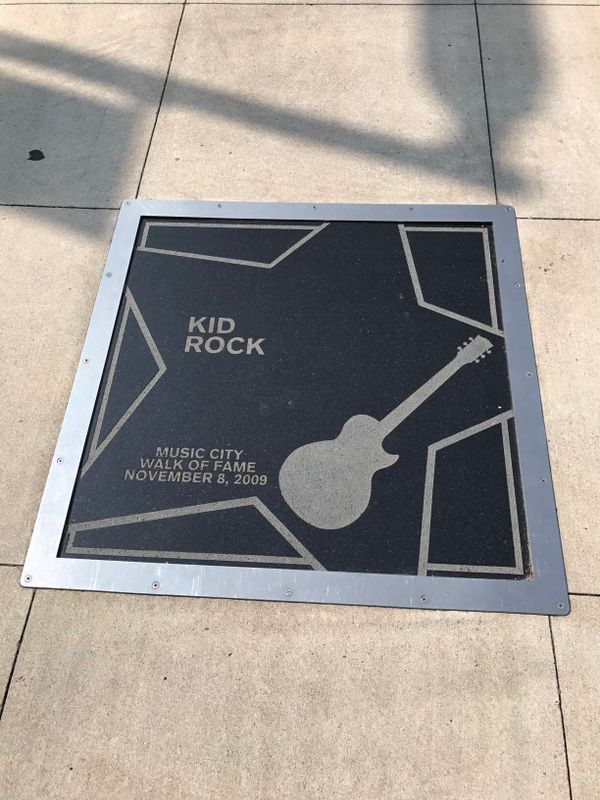 KID
ROCK
MUSIC CITY
WALK OF FAME
NOVEMBER 8, 2009